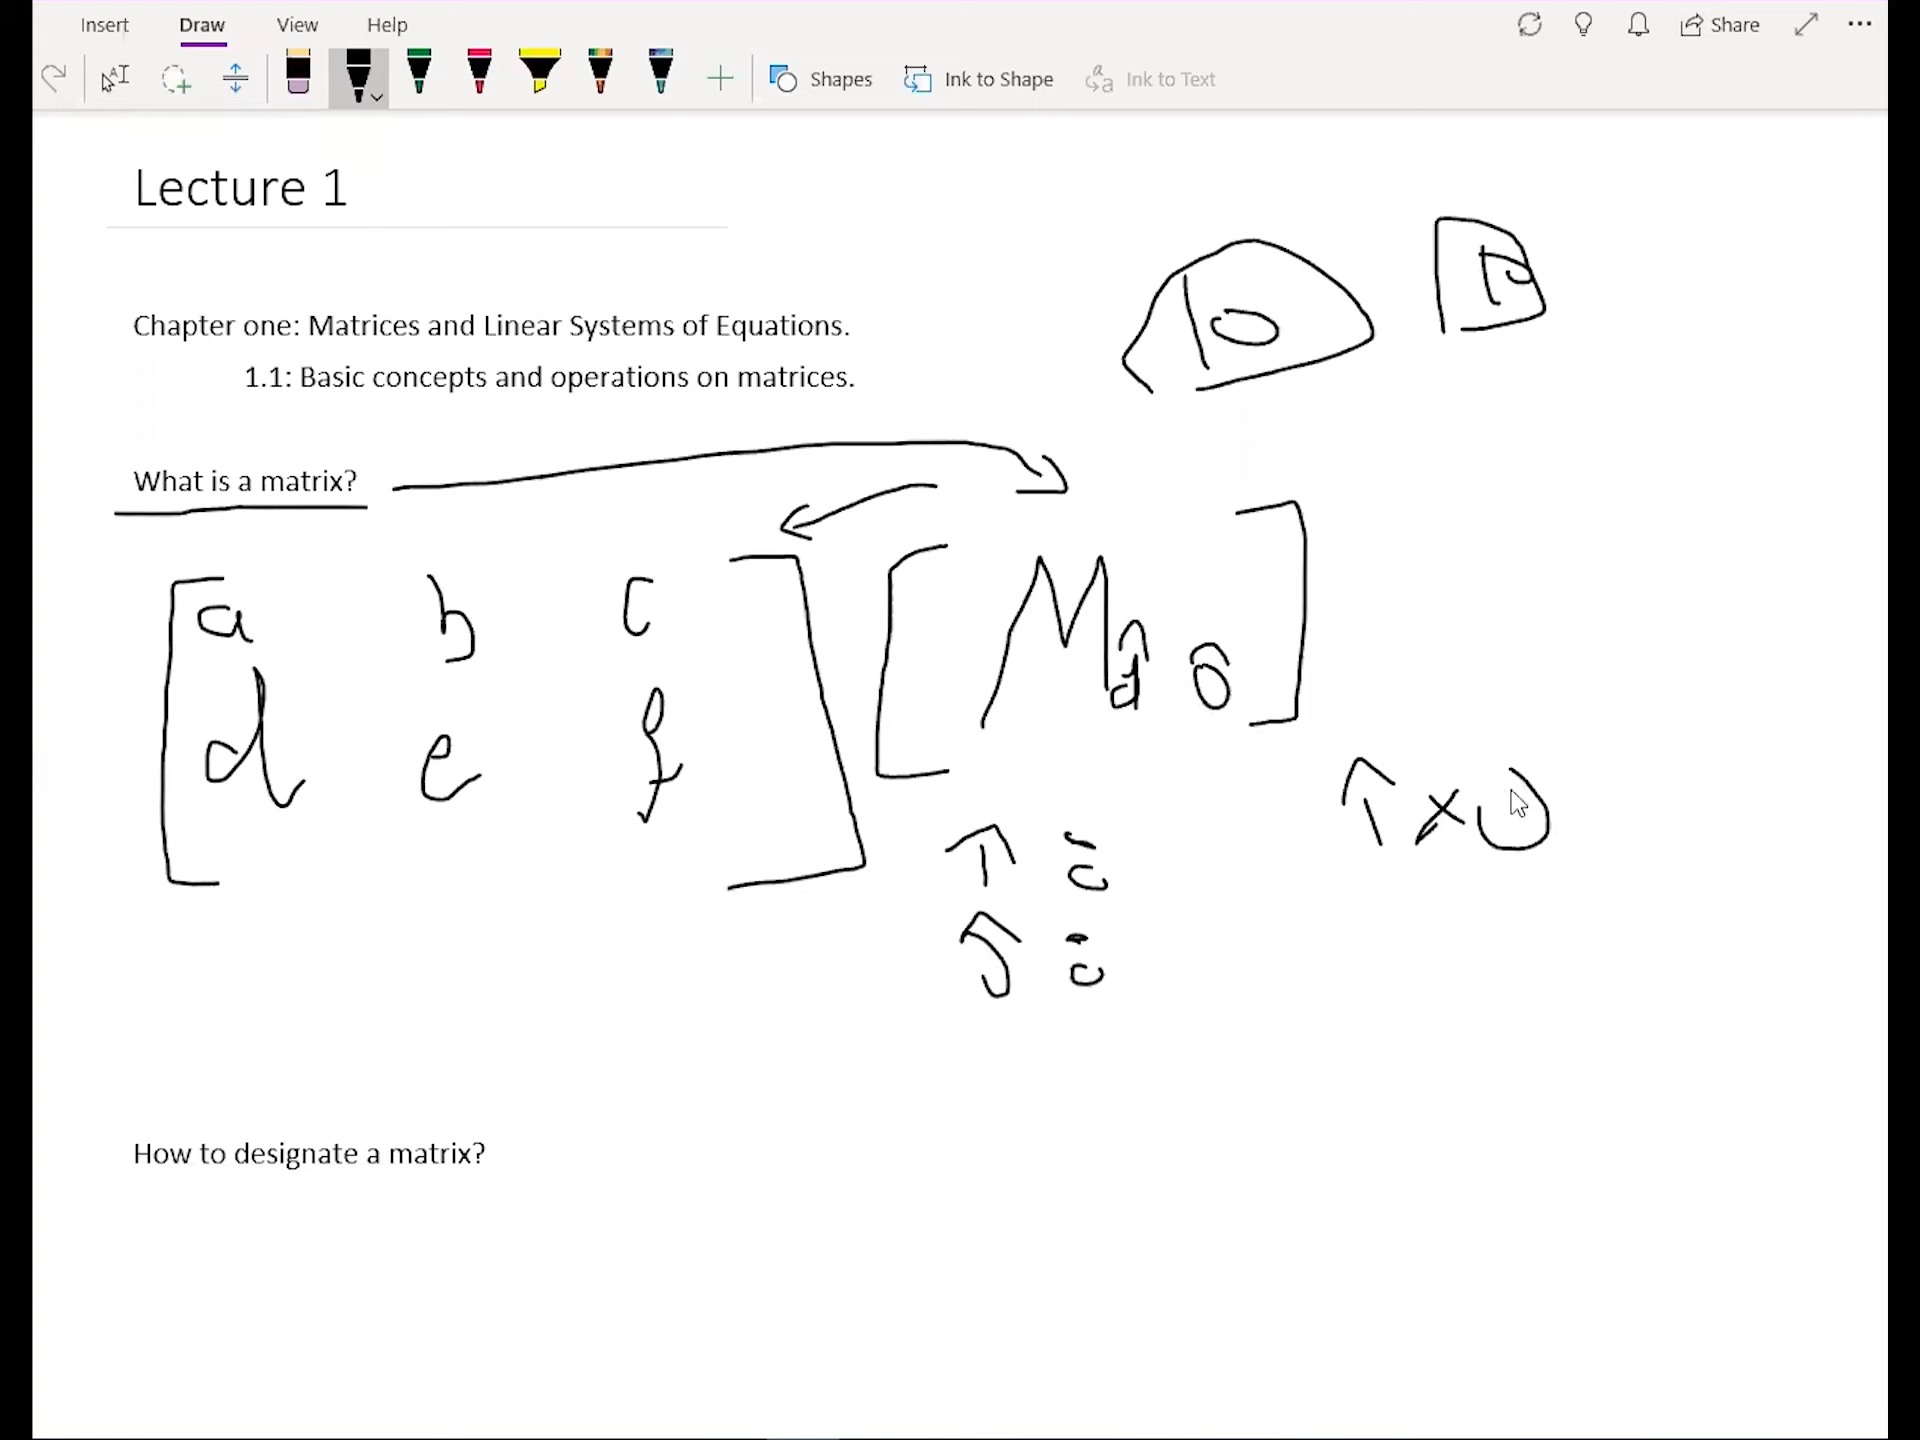 Insert Draw View Help Share
Shapes Ink to Shape Ink to Text
Lecture 1
Chapter one: Matrices and Linear Systems of Equations.
1.1: Basic concepts and operations on matrices.
What is a matrix?
a b c
d e f
M
How to designate a matrix?